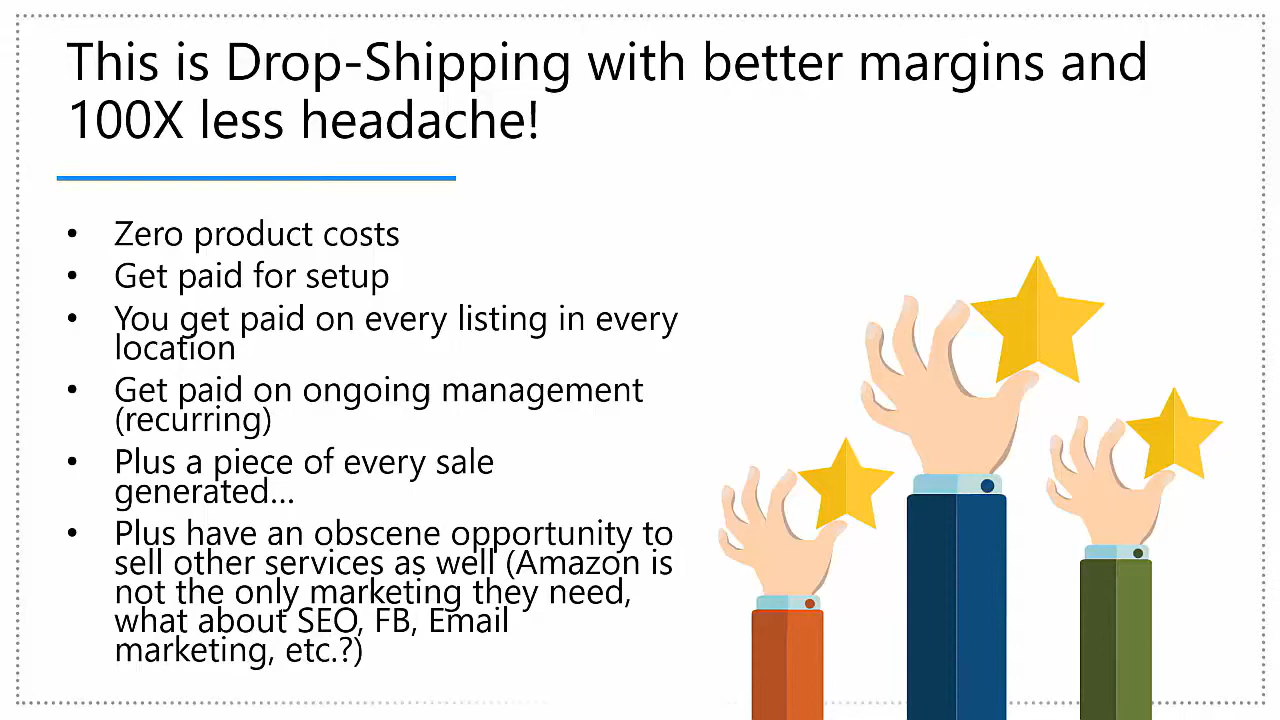 This is Drop-Shipping with better margins and
100X less headache!
• Zero product costs
• Get paid for setup
• You get paid on every listing in every
location
• Get paid on ongoing management
(recurring)
• Plus a piece of every sale
generated...
• Plus have an obscene opportunity to
sell other services as well (Amazon is
not the only marketing they need,
what about SEO, FB, Email
marketing, etc.?)